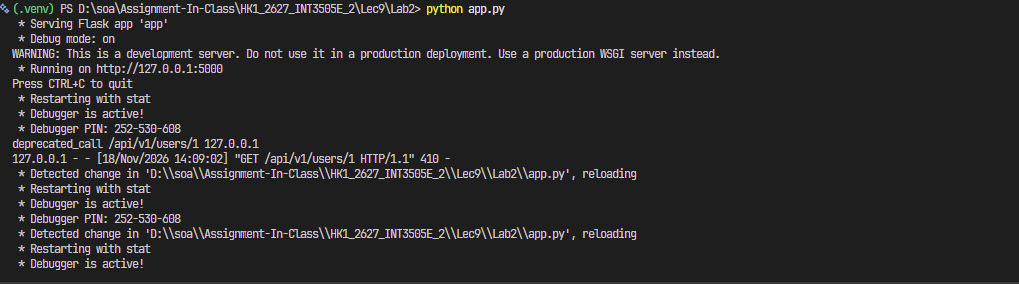 (.venv) PS D:\soa\Assignment-In-Class\HK1_2627_INT3505E_2\Lec9\Lab2> python app.py
 * Serving Flask app 'app'
 * Debug mode: on
WARNING: This is a development server. Do not use it in a production deployment. Use a production WSGI server instead.
 * Running on http://127.0.0.1:5000
Press CTRL+C to quit
 * Restarting with stat
 * Debugger is active!
 * Debugger PIN: 252-530-608
deprecated_call /api/v1/users/1 127.0.0.1
127.0.0.1 - - [18/Nov/2026 14:09:02] "GET /api/v1/users/1 HTTP/1.1" 410 -
 * Detected change in 'D:\\soa\\Assignment-In-Class\\HK1_2627_INT3505E_2\\Lec9\\Lab2\\app.py', reloading
 * Restarting with stat
 * Debugger is active!
 * Debugger PIN: 252-530-608
 * Detected change in 'D:\\soa\\Assignment-In-Class\\HK1_2627_INT3505E_2\\Lec9\\Lab2\\app.py', reloading
 * Restarting with stat
 * Debugger is active!